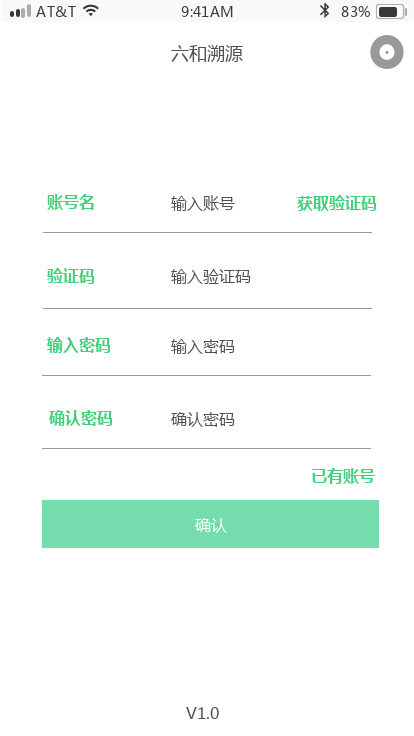 AT&T 9:41AM 83%
六和溯源
账号名 输入账号 获取验证码
验证码 输入验证码
输入密码 输入密码
确认密码 确认密码
已有账号
确认
V1.0